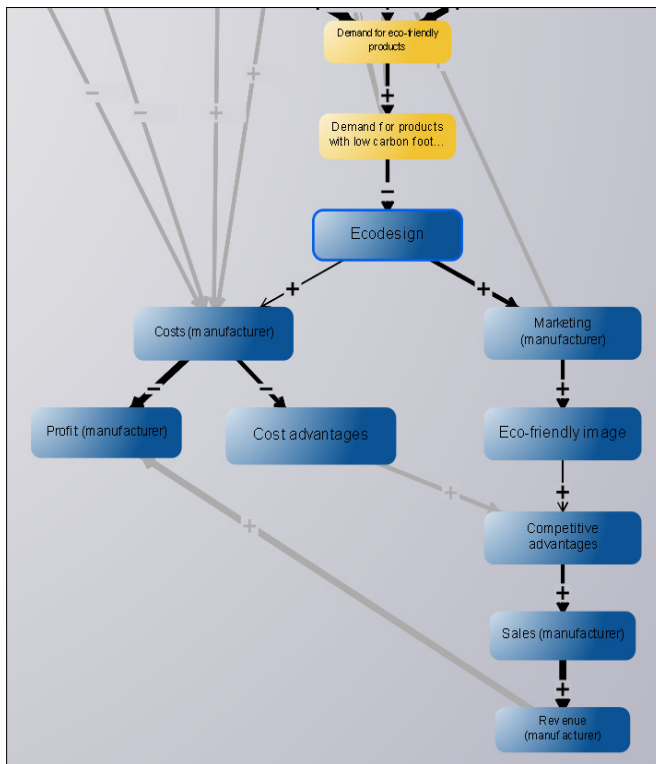 Demand for eco-friendly
products
+
−
−
+
+
Demand for products
with low carbon foot...
−
Ecodesign
+
+
Costs (manufacturer)
Marketing
(manufacturer)
−
−
+
Profit (manufacturer)
Cost advantages
Eco-friendly image
+
+
+
Competitive
advantages
+
Sales (manufacturer)
+
Revenue
(manufacturer)